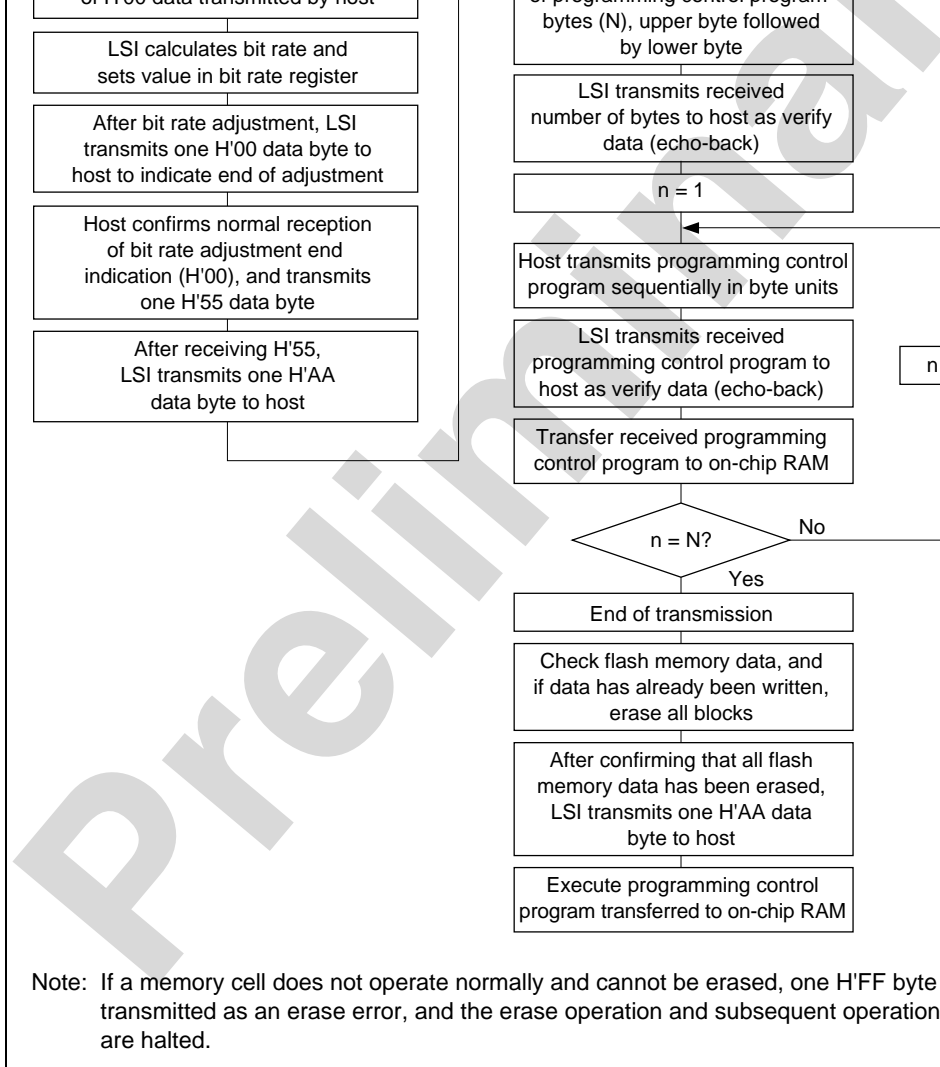 of H'00 data transmitted by host
LSI calculates bit rate and
sets value in bit rate register
After bit rate adjustment, LSI
transmits one H'00 data byte to
host to indicate end of adjustment
Host confirms normal reception
of bit rate adjustment end
indication (H'00), and transmits
one H'55 data byte
After receiving H'55,
LSI transmits one H'AA
data byte to host
of programming control program
bytes (N), upper byte followed
by lower byte
LSI transmits received
number of bytes to host as verify
data (echo-back)
n = 1
Host transmits programming control
program sequentially in byte units
LSI transmits received
programming control program to
host as verify data (echo-back)
n
Transfer received programming
control program to on-chip RAM
n = N?
No
Yes
End of transmission
Check flash memory data, and
if data has already been written,
erase all blocks
After confirming that all flash
memory data has been erased,
LSI transmits one H'AA data
byte to host
Execute programming control
program transferred to on-chip RAM
Note: If a memory cell does not operate normally and cannot be erased, one H'FF byte
transmitted as an erase error, and the erase operation and subsequent operation
are halted.
Preliminar